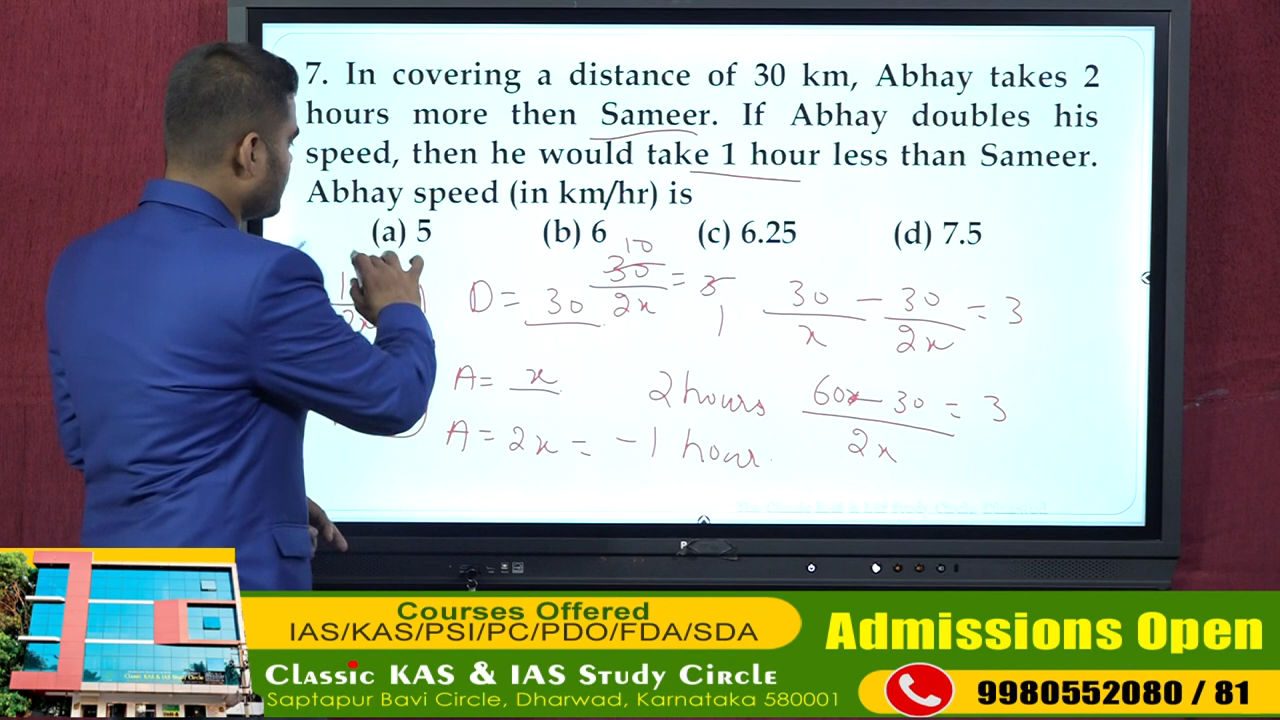 7. In covering a distance of 30 km, Abhay takes 2
hours more then Sameer. If Abhay doubles his
speed, then he would take 1 hour less than Sameer.
Abhay speed (in km/hr) is
(a) 5 (b) 6 (c) 6.25 (d) 7.5
D = 30
10
30/2x = 3
1
30/x - 30/2x = 3
A = x 2 hours
60x - 30/2x = 3
A = 2x = -1 hour
Courses Offered
IAS/KAS/PSI/PC/PDO/FDA/SDA
Classic KAS & IAS Study Circle
Saptapur Bavi Circle, Dharwad, Karnataka 580001
Admissions Open
9980552080 / 81